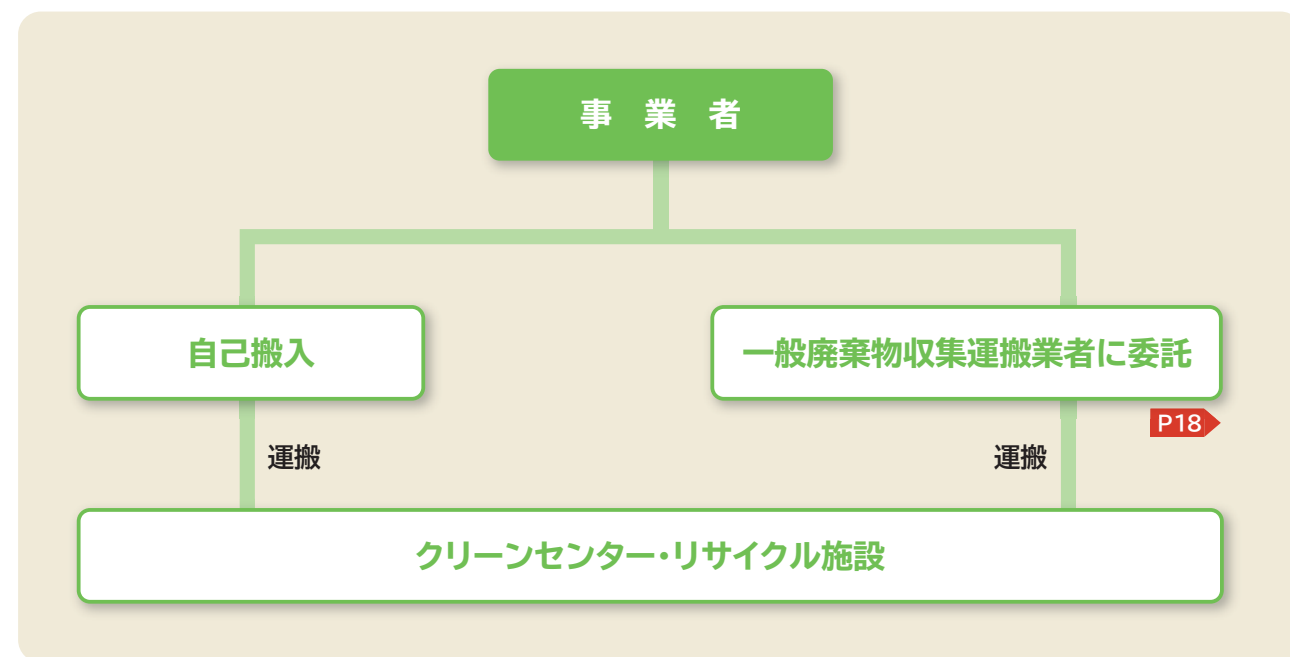 事　業　者
自己搬入
一般廃棄物収集運搬業者に委託
P18
運搬
運搬
クリーンセンター・リサイクル施設